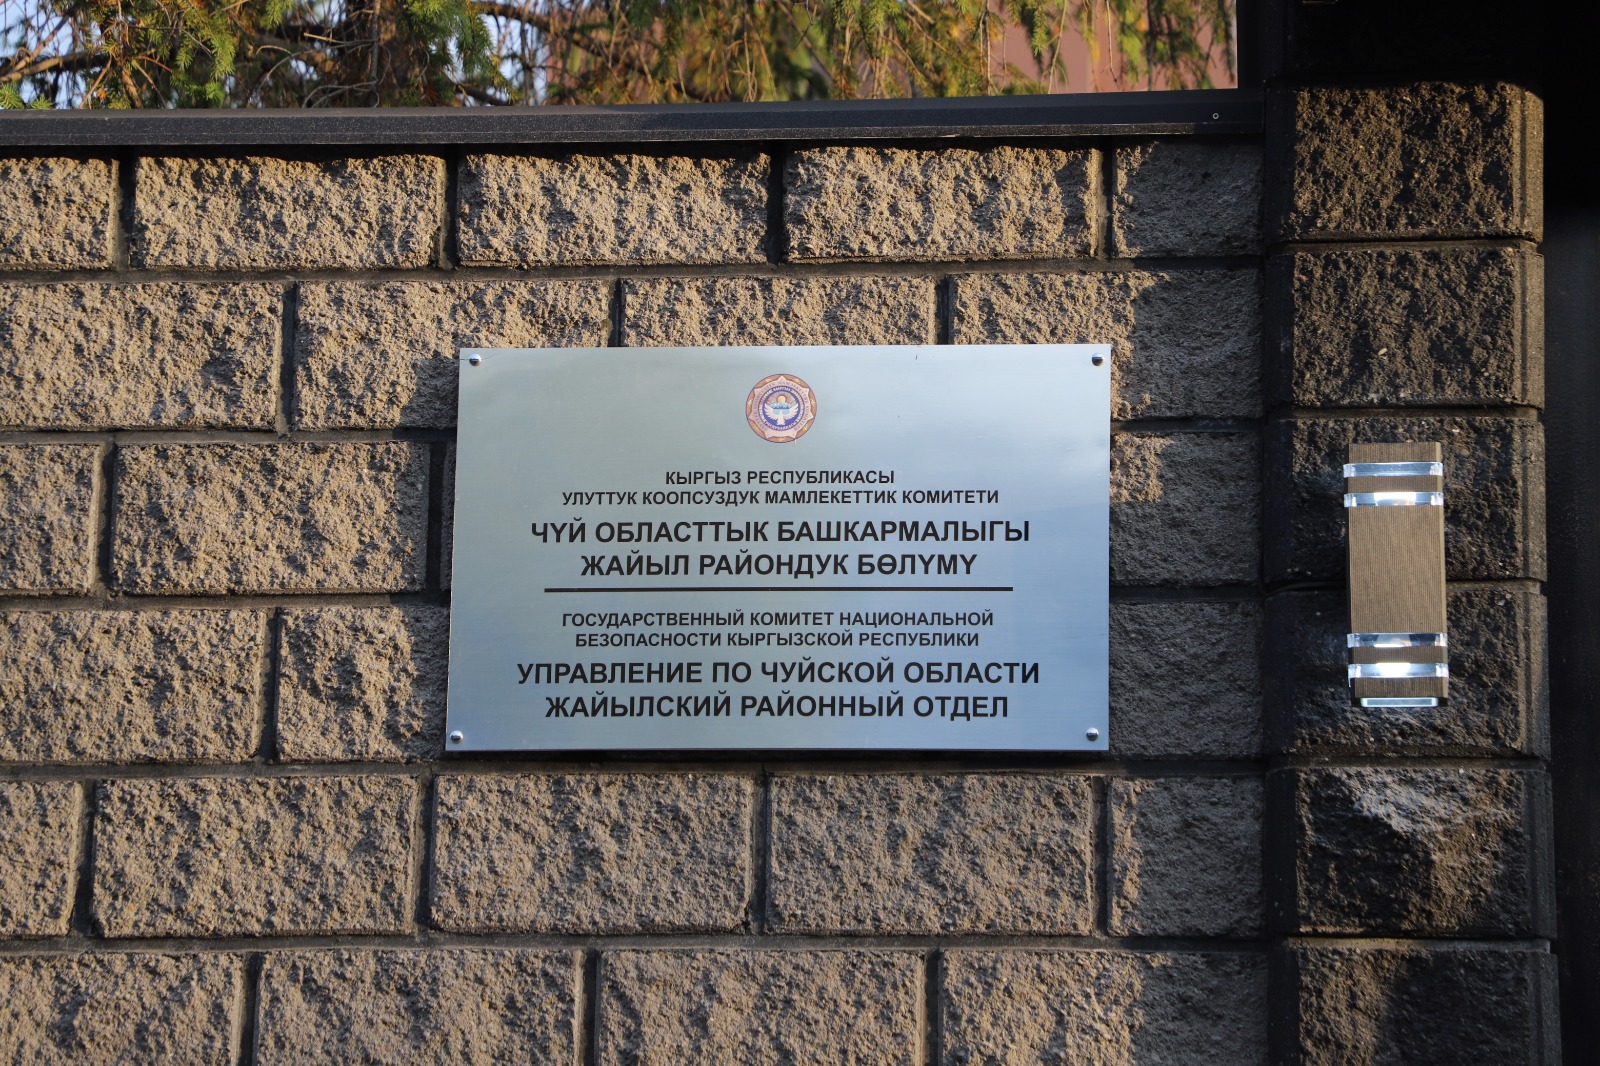 КЫРГЫЗ РЕСПУБЛИКАСЫ
УЛУТТУК КООПСУЗДУК МАМЛЕКЕТТИК КОМИТЕТИ
ЧҮЙ ОБЛАСТТЫК БАШКАРМАЛЫГЫ
ЖАЙЫЛ РАЙОНДУК БӨЛҮМҮ
ГОСУДАРСТВЕННЫЙ КОМИТЕТ НАЦИОНАЛЬНОЙ
БЕЗОПАСНОСТИ КЫРГЫЗСКОЙ РЕСПУБЛИКИ
УПРАВЛЕНИЕ ПО ЧУЙСКОЙ ОБЛАСТИ
ЖАЙЫЛСКИЙ РАЙОННЫЙ ОТДЕЛ